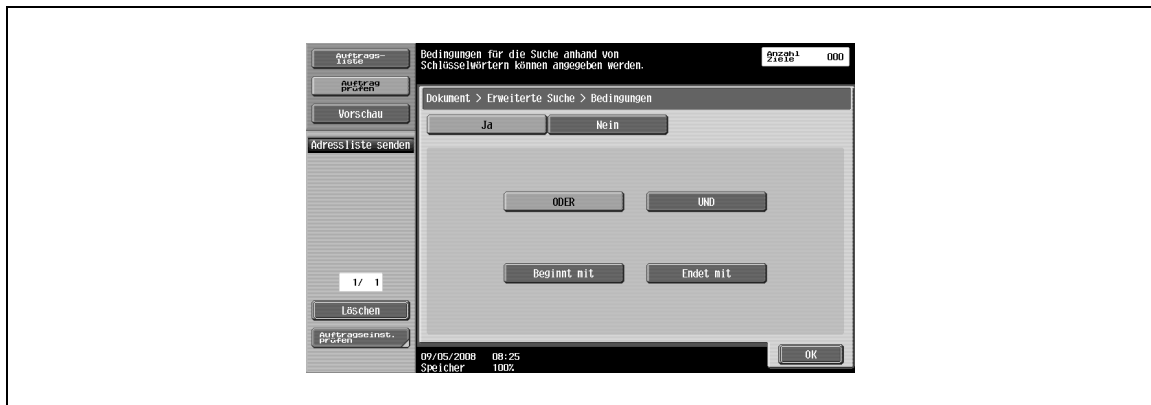 Auftrags-
liste
Auftrag
prüfen
Vorschau
Adressliste senden
1/ 1
Löschen
Auftragseinst.
prüfen
Bedingungen für die Suche anhand von
Schlüsselwörtern können angegeben werden.
Anzahl
Ziele 000
Dokument > Erweiterte Suche > Bedingungen
Ja Nein
ODER UND
Beginnt mit Endet mit
09/05/2008 08:25
Speicher 100%
OK